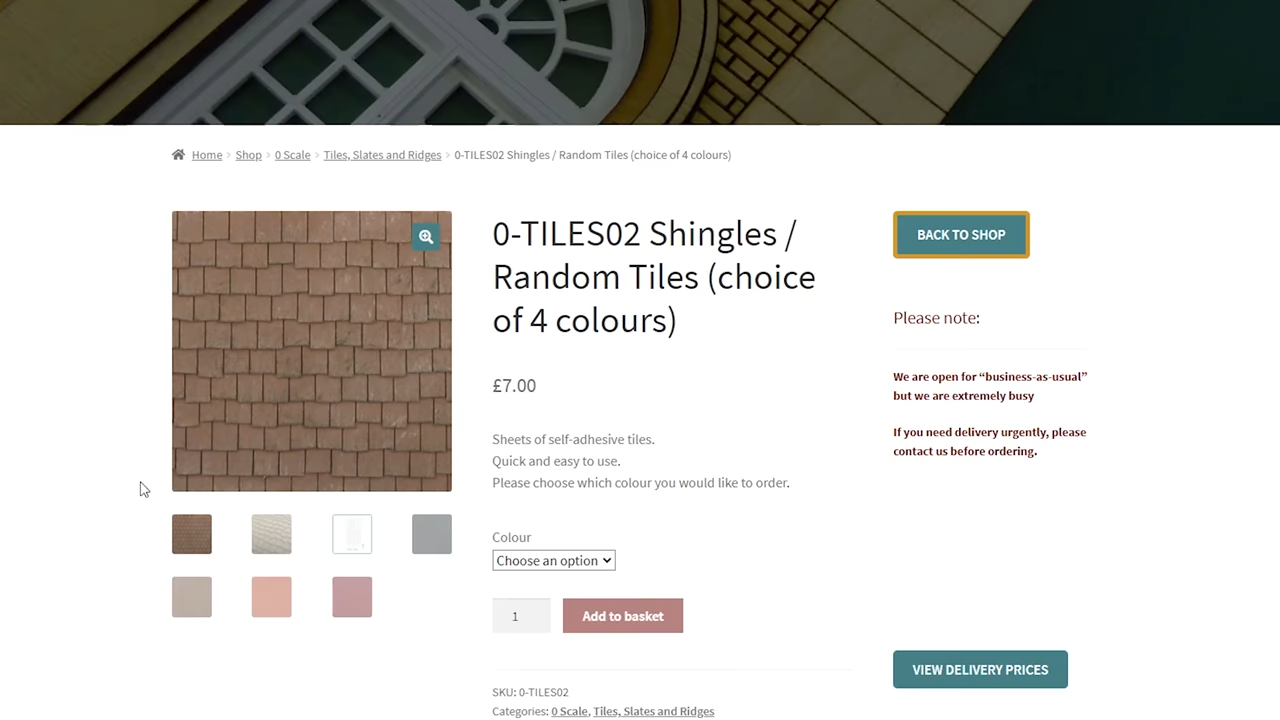 Home > Shop > 0 Scale > Tiles, Slates and Ridges > 0-TILES02 Shingles / Random Tiles (choice of 4 colours)
0-TILES02 Shingles /
Random Tiles (choice
of 4 colours)
£7.00
Sheets of self-adhesive tiles.
Quick and easy to use.
Please choose which colour you would like to order.
Colour
Choose an option
1
Add to basket
SKU: 0-TILES02
Categories: 0 Scale, Tiles, Slates and Ridges
BACK TO SHOP
Please note:
We are open for “business-as-usual”
but we are extremely busy
If you need delivery urgently, please
contact us before ordering.
VIEW DELIVERY PRICES